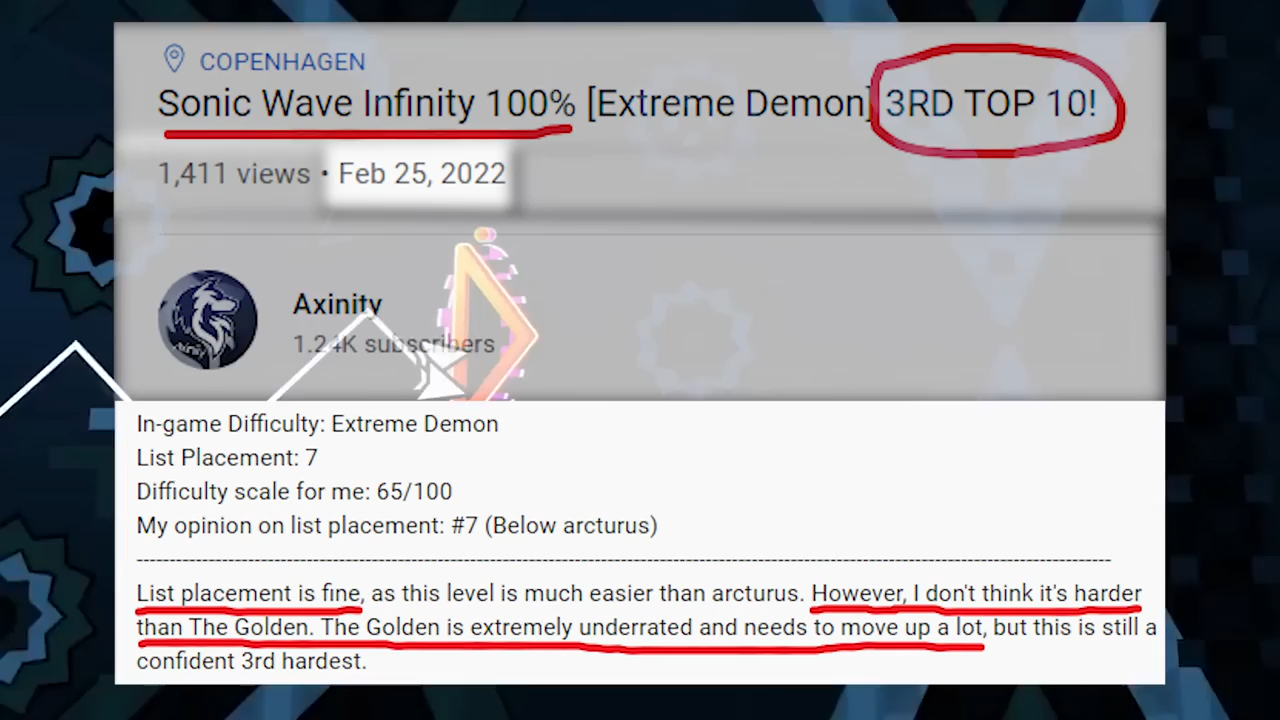 COPENHAGEN
Sonic Wave Infinity 100% [Extreme Demon] 3RD TOP 10!
1,411 views • Feb 25, 2022
Axinity
1.24K subscribers
In-game Difficulty: Extreme Demon
List Placement: 7
Difficulty scale for me: 65/100
My opinion on list placement: #7 (Below arcturus)
List placement is fine, as this level is much easier than arcturus. However, I don't think it's harder
than The Golden. The Golden is extremely underrated and needs to move up a lot, but this is still a
confident 3rd hardest.